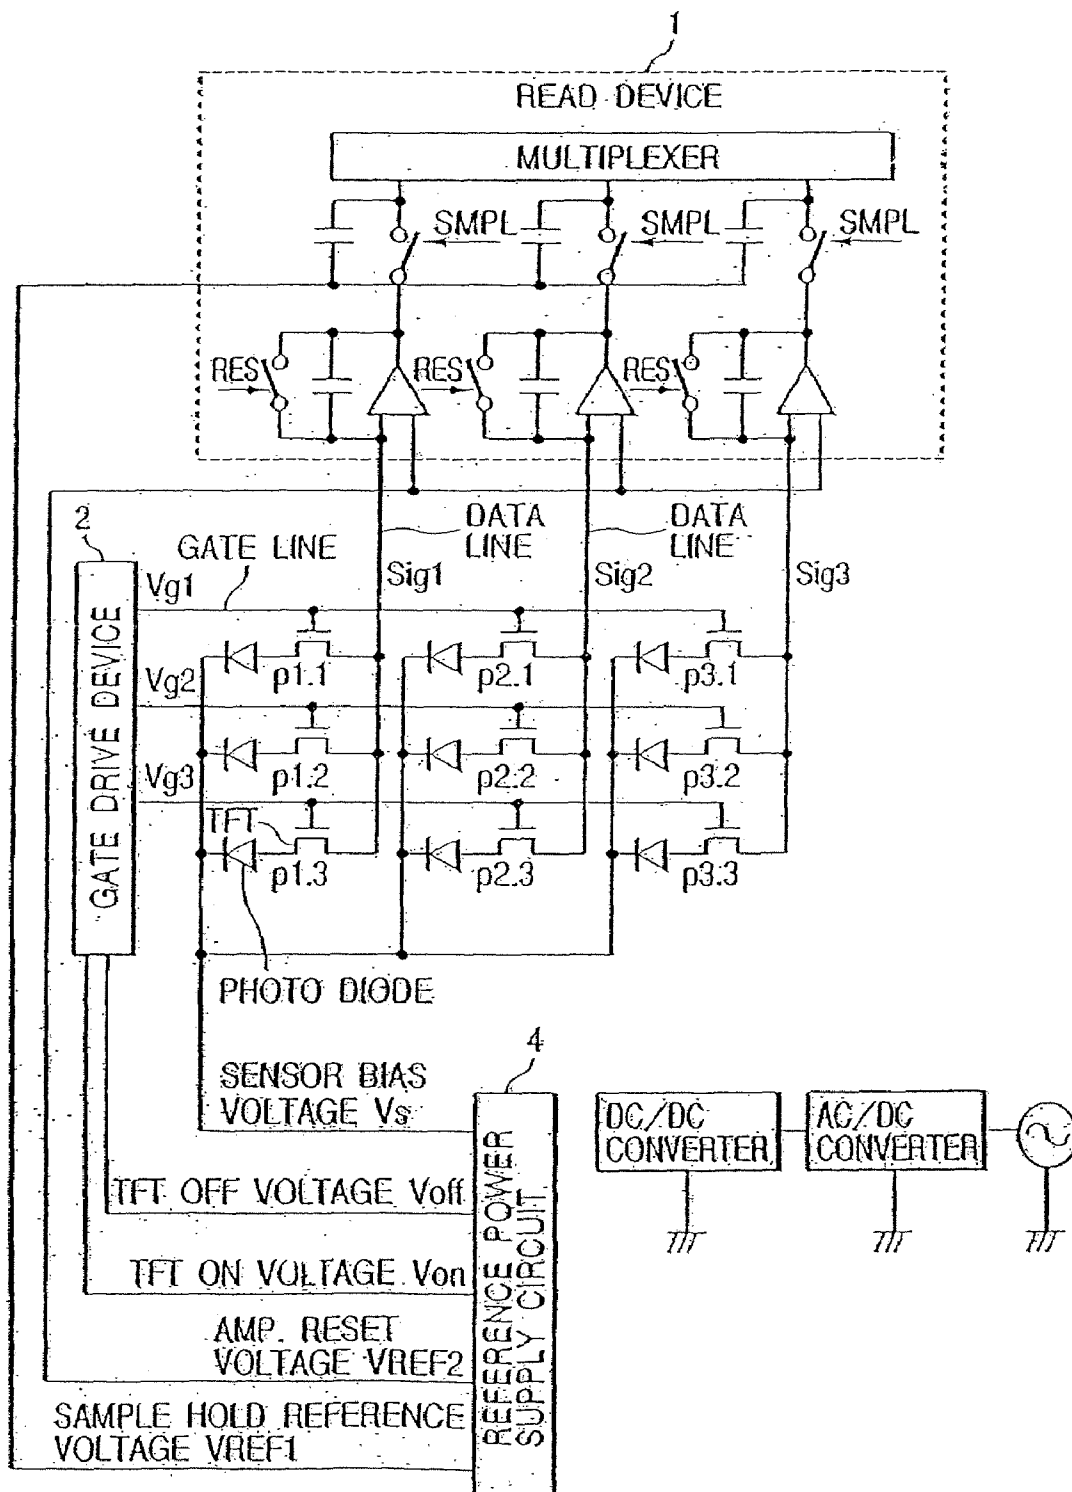 1
READ DEVICE
MULTIPLEXER
SMPL
SMPL
SMPL
RES
RES
RES
2
GATE LINE
DATA
LINE
DATA
LINE
Vg1
Sig1
Sig2
Sig3
GATE DRIVE DEVICE
p1.1
p2.1
p3.1
Vg2
p1.2
p2.2
p3.2
Vg3
TFT
p1.3
p2.3
p3.3
PHOTO DIODE
SENSOR BIAS
VOLTAGE Vs
4
REFERENCE POWER
SUPPLY CIRCUIT
DC/DC
CONVERTER
AC/DC
CONVERTER
TFT OFF VOLTAGE Voff
TFT ON VOLTAGE Von
AMP. RESET
VOLTAGE VREF2
SAMPLE HOLD REFERENCE
VOLTAGE VREF1